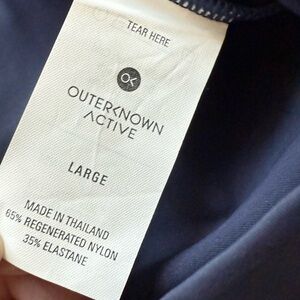 TEAR HERE
OK
OUTERKNOWN
ACTIVE
LARGE
MADE IN THAILAND
65% REGENERATED NYLON
35% ELASTANE